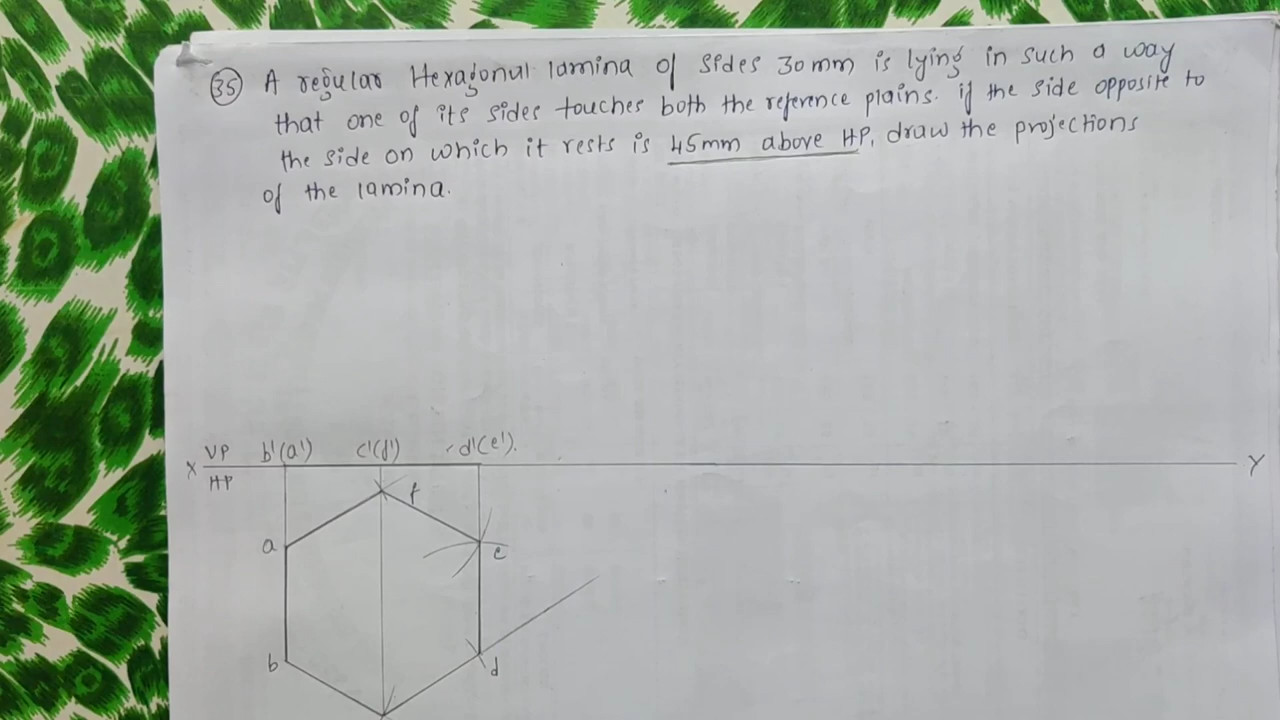 35 A regular Hexagonal lamina of sides 30mm is lying in such a way
that one of its sides touches both the reference plains. if the side opposite to
the side on which it rests is 45mm above HP, draw the projections
of the lamina.
X VP b'(a') c'(f') d'(e'). Y
HP
f
a e
b d